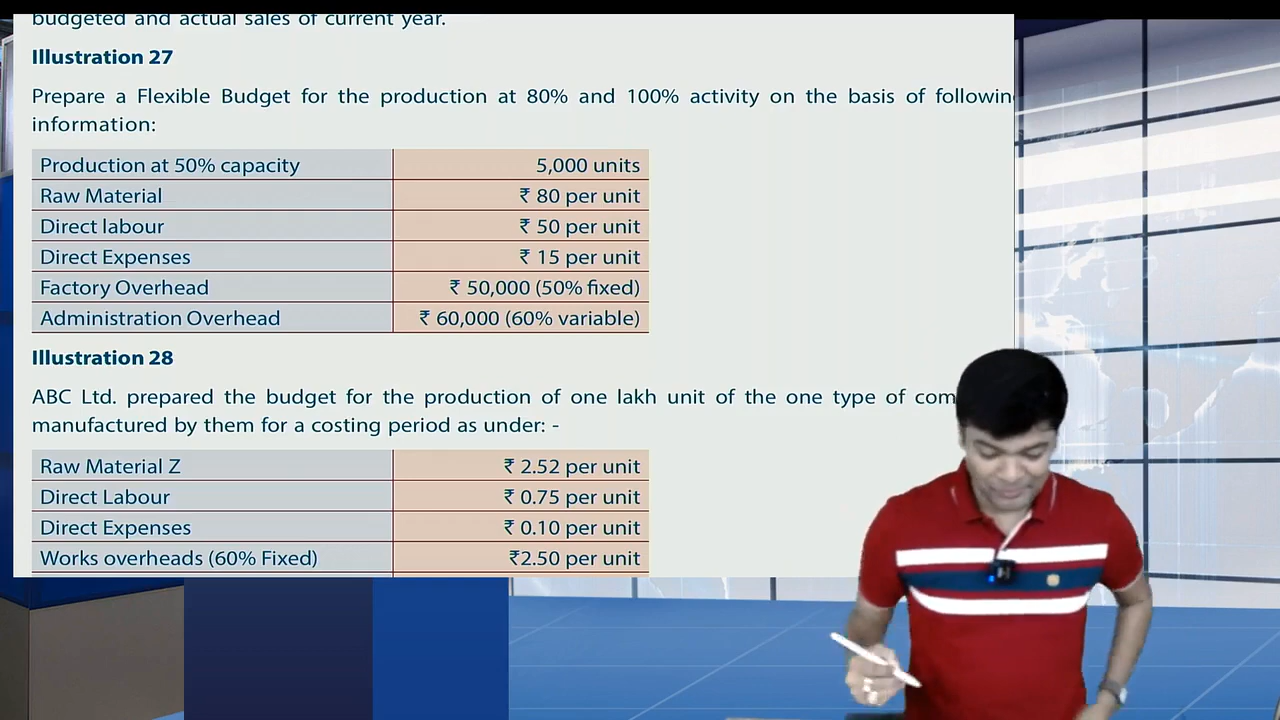 budgeted and actual sales of current year.
Illustration 27
Prepare a Flexible Budget for the production at 80% and 100% activity on the basis of followin
information:
Production at 50% capacity 5,000 units
Raw Material ₹ 80 per unit
Direct labour ₹ 50 per unit
Direct Expenses ₹ 15 per unit
Factory Overhead ₹ 50,000 (50% fixed)
Administration Overhead ₹ 60,000 (60% variable)
Illustration 28
ABC Ltd. prepared the budget for the production of one lakh unit of the one type of com
manufactured by them for a costing period as under: -
Raw Material Z ₹ 2.52 per unit
Direct Labour ₹ 0.75 per unit
Direct Expenses ₹ 0.10 per unit
Works overheads (60% Fixed) ₹2.50 per unit